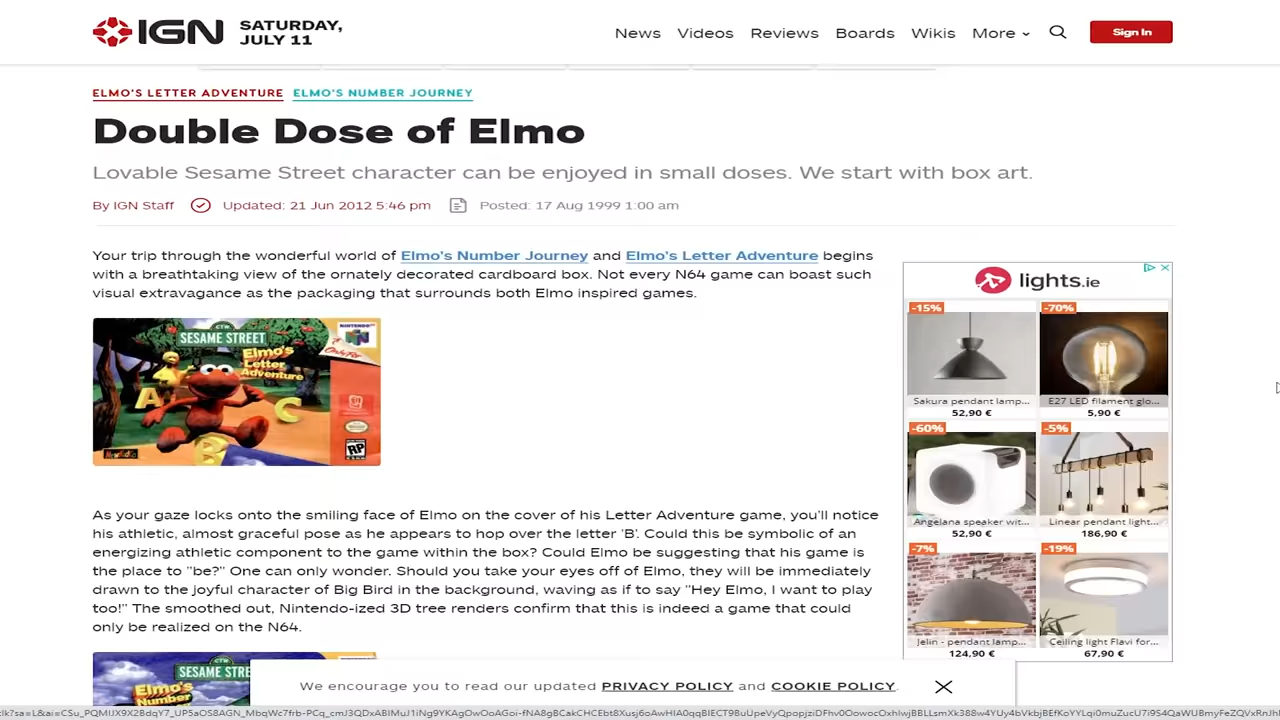 IGN
SATURDAY,
JULY 11
News Videos Reviews Boards Wikis More
Sign In
ELMO'S LETTER ADVENTURE ELMO'S NUMBER JOURNEY
Double Dose of Elmo
Lovable Sesame Street character can be enjoyed in small doses. We start with box art.
By IGN Staff Updated: 21 Jun 2012 5:46 pm Posted: 17 Aug 1999 1:00 am
Your trip through the wonderful world of Elmo's Number Journey and Elmo's Letter Adventure begins
with a breathtaking view of the ornately decorated cardboard box. Not every N64 game can boast such
visual extravagance as the packaging that surrounds both Elmo inspired games.
CTW
SESAME STREET
Elmo's
Letter
Adventure
NINTENDO 64
Only For
A
C
B
RP
As your gaze locks onto the smiling face of Elmo on the cover of his Letter Adventure game, you'll notice
his athletic, almost graceful pose as he appears to hop over the letter 'B'. Could this be symbolic of an
energizing athletic component to the game within the box? Could Elmo be suggesting that his game is
the place to "be?" One can only wonder. Should you take your eyes off of Elmo, they will be immediately
drawn to the joyful character of Big Bird in the background, waving as if to say "Hey Elmo, I want to play
too!" The smoothed out, Nintendo-ized 3D tree renders confirm that this is indeed a game that could
only be realized on the N64.
CTW
SESAME STRE
Elmo's
Number
lights.ie
-15%
Sakura pendant lamp...
52,90 €
-70%
E27 LED filament glo...
5,90 €
-60%
Angelana speaker wit...
52,90 €
-5%
Linear pendant light...
186,90 €
-7%
Jelin - pendant lamp...
124,90 €
-19%
Ceiling light Flavi for...
67,90 €
We encourage you to read our updated PRIVACY POLICY and COOKIE POLICY.